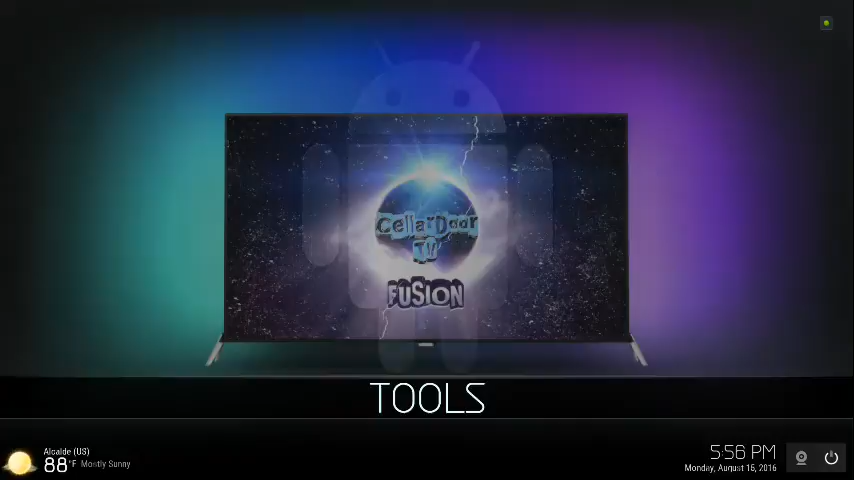 CellarDoor
TV
FUSION
TOOLS
Alcalde (US)
88°F Mostly Sunny
5:56 PM
Monday, August 15, 2016